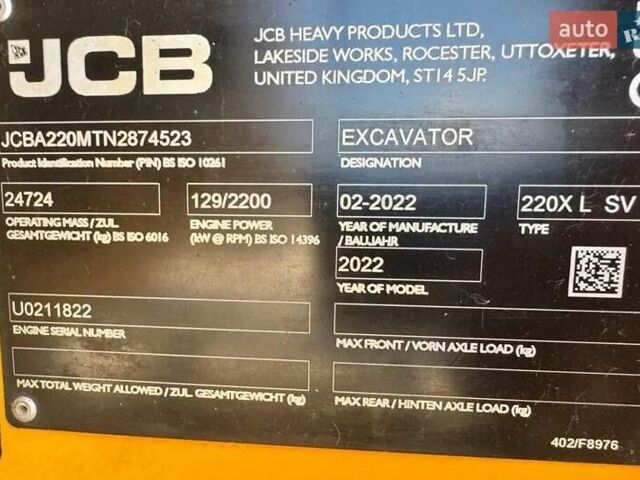 auto
RIA
JCB
JCB HEAVY PRODUCTS LTD,
LAKESIDE WORKS, ROCESTER, UTTOXETER,
UNITED KINGDOM, ST14 5JP.
JCBA220MTN2874523
Product Identification Number (PIN) BS ISO 10261
EXCAVATOR
DESIGNATION
24724
OPERATING MASS / ZUL.
GESAMTGEWICHT (kg) BS ISO 6016
129/2200
ENGINE POWER
(kW @ RPM) BS ISO 14396
02-2022
YEAR OF MANUFACTURE
/ BAUJAHR
220X L SV
TYPE
2022
YEAR OF MODEL
U0211822
ENGINE SERIAL NUMBER
MAX FRONT / VORN AXLE LOAD (kg)
MAX TOTAL WEIGHT ALLOWED / ZUL. GESAMTGEWICHT (kg)
MAX REAR / HINTEN AXLE LOAD (kg)
402/F8976